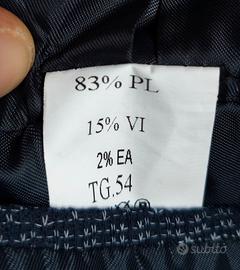 83% PL
15% VI
2% EA
TG.54
®
subito